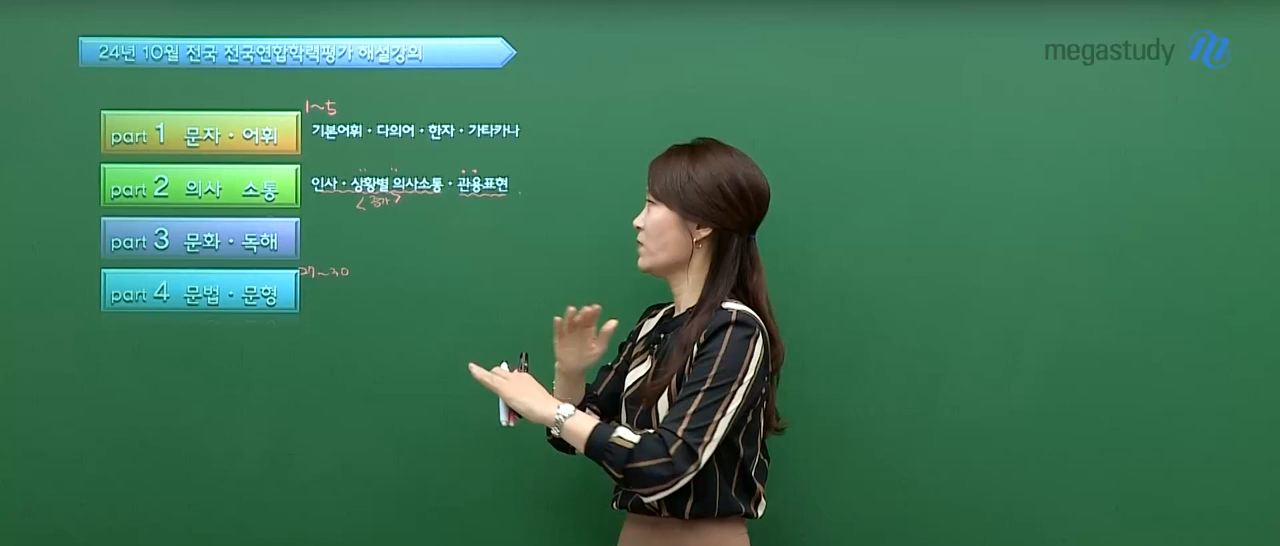 24년 10월 전국 전국연합학력평가 해설강의
megastudy
1~5
part 1 문자·어휘
기본어휘·다의어·한자·가타카나
part 2 의사 소통
인사·상황별 의사소통·관용표현
part 3 문화·독해
27~30
part 4 문법·문형